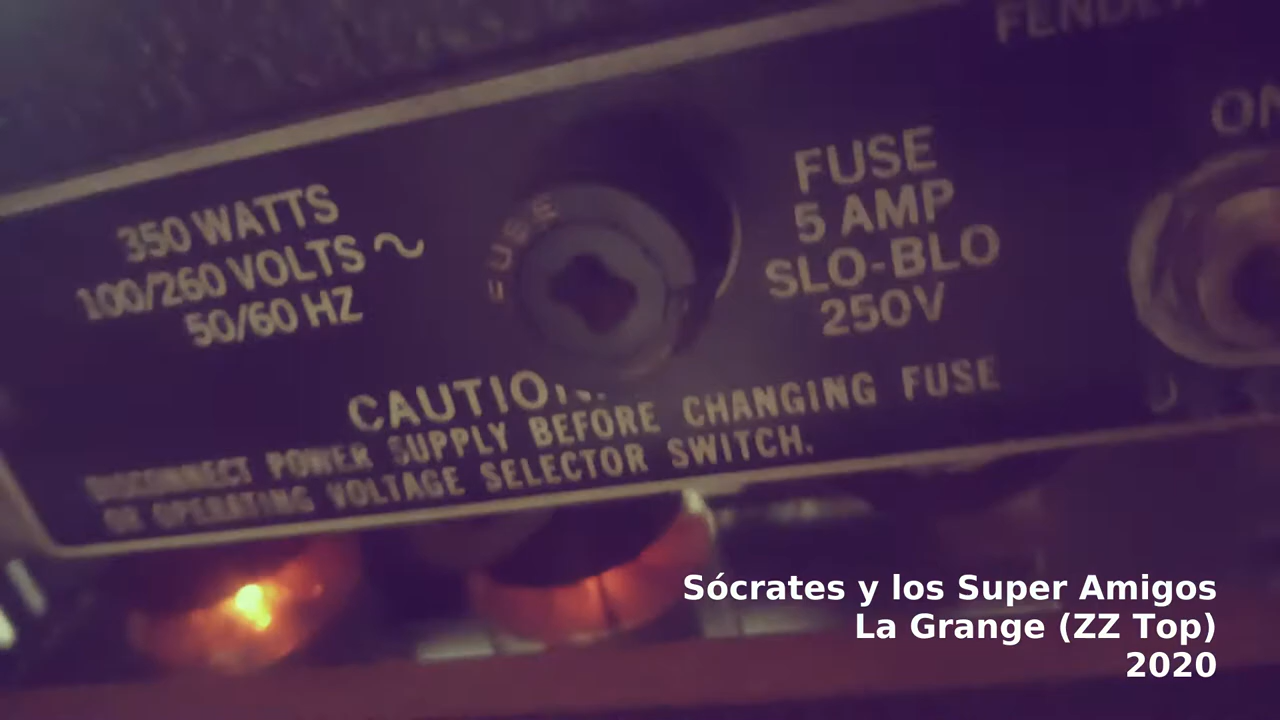 FENDER
ON
350 WATTS
100/260 VOLTS ~
50/60 HZ
FUSE
FUSE
5 AMP
SLO-BLO
250V
CAUTION
DISCONNECT POWER SUPPLY BEFORE CHANGING FUSE
OR OPERATING VOLTAGE SELECTOR SWITCH.
Sócrates y los Super Amigos
La Grange (ZZ Top)
2020